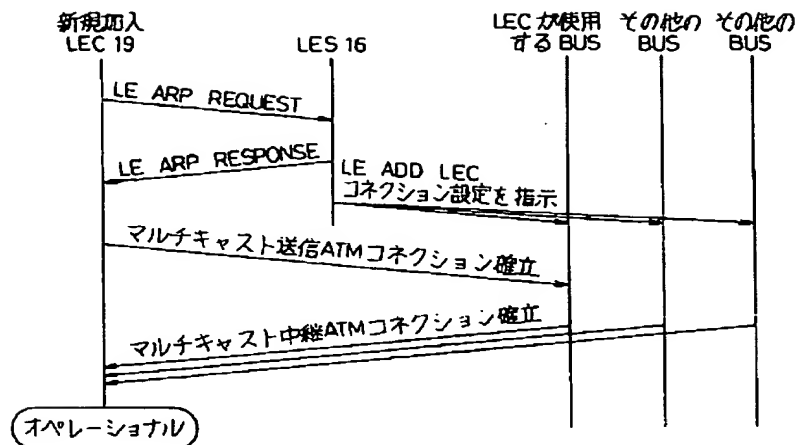 新規加入
LEC 19
LES 16
LECが使用
するBUS
その他の
BUS
その他の
BUS
LE ARP REQUEST
LE ARP RESPONSE
LE ADD LEC
コネクション設定を指示
マルチキャスト送信ATMコネクション確立
マルチキャスト中継ATMコネクション確立
オペレーショナル